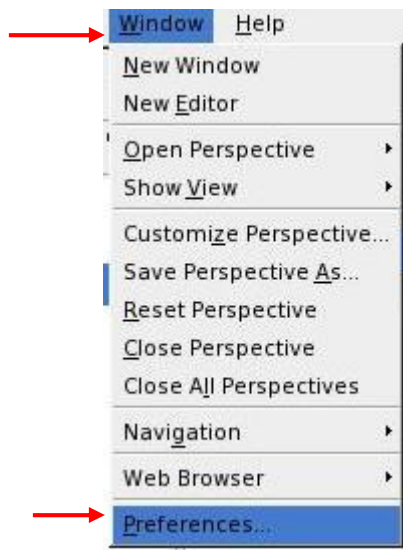 Window Help
New Window
New Editor
Open Perspective
Show View
Customize Perspective...
Save Perspective As...
Reset Perspective
Close Perspective
Close All Perspectives
Navigation
Web Browser
Preferences...